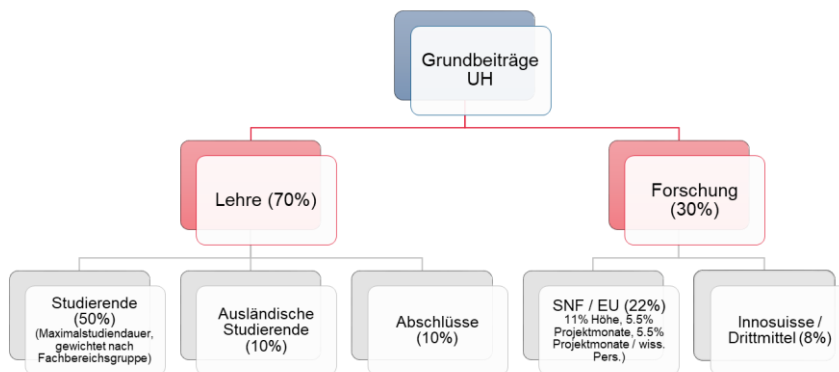 Grundbeiträge
UH
Lehre (70%)
Forschung
(30%)
Studierende
(50%)
(Maximalstudiendauer,
gewichtet nach
Fachbereichsgruppe)
Ausländische
Studierende
(10%)
Abschlüsse
(10%)
SNF / EU (22%)
11% Höhe, 5.5%
Projektmonate, 5.5%
Projektmonate / wiss.
Pers.)
Innosuisse /
Drittmittel (8%)